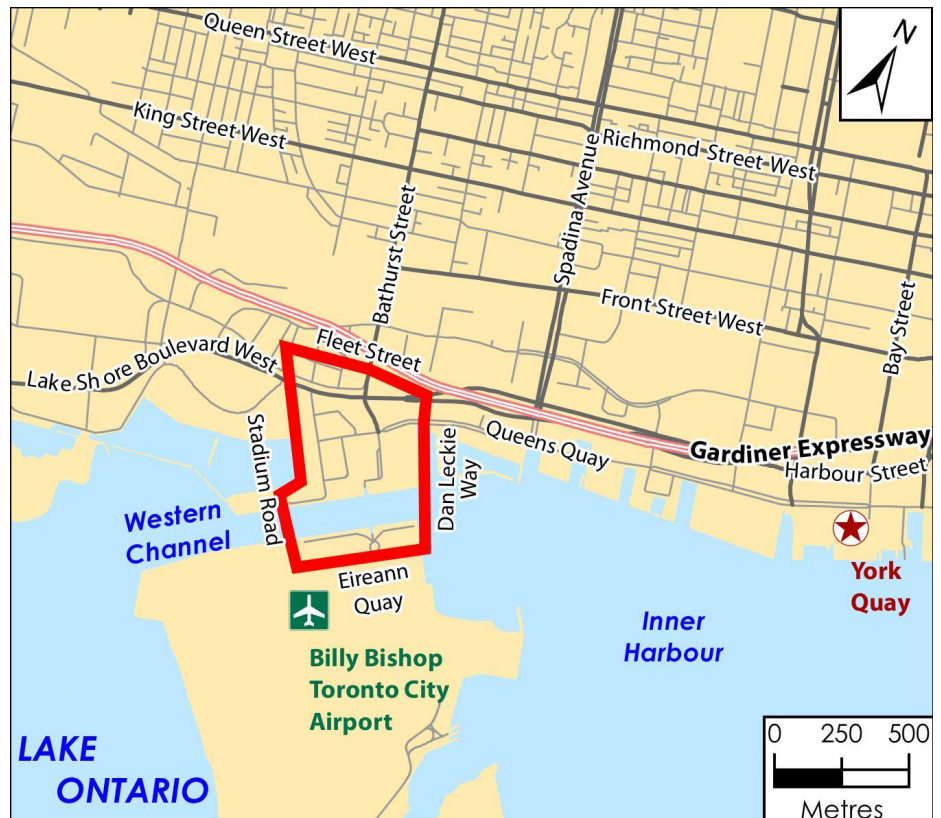 Queen Street West
N
King Street West
Richmond Street West
Spadina Avenue
Bathurst Street
Front Street West
Bay Street
Fleet Street
Lake Shore Boulevard West
Gardiner Expressway
Queens Quay
Harbour Street
Stadium Road
Dan Leckie
Way
Western
Channel
York
Quay
Eireann
Quay
Inner
Harbour
Billy Bishop
Toronto City
Airport
LAKE
ONTARIO
0 250 500
Metres